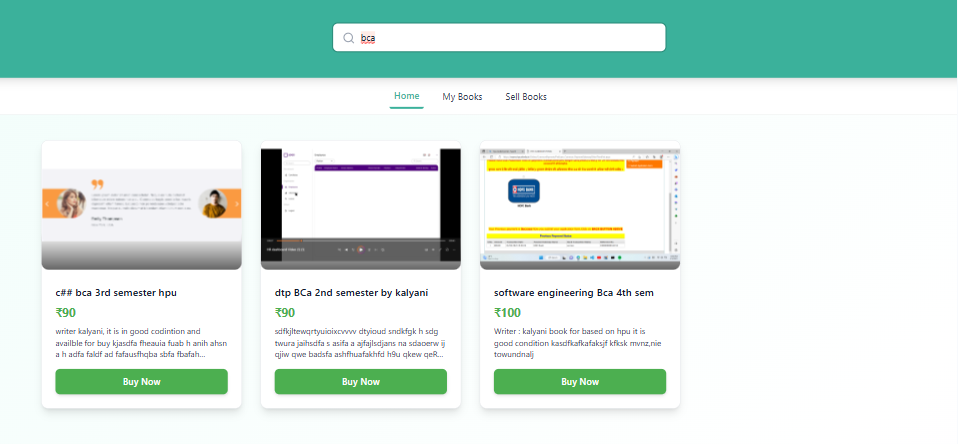 bca
Home
My Books
Sell Books
c## bca 3rd semester hpu
₹90
writer kalyani, it is in good codintion and
availble for buy kjasdfa fheauia fuab h anih ahsn
a h adfa faldf ad fafausfhqba sbfa fbafah...
Buy Now
dtp BCa 2nd semester by kalyani
₹90
sdfkjltewqrtyuioixcvvvv dtyioud sndkfgk h sdg
twura jaihsdfa s asifa a ajfajlsdjans na sdaoerw ij
qjiw qwe badsfa ashfhuafakhfd h9u qkew qeR...
Buy Now
HDFC BANK
software engineering Bca 4th sem
₹100
Writer : kalyani book for based on hpu it is
good condition kasdfkafkafaksjf kfksk mvnz,nie
towundnalj
Buy Now